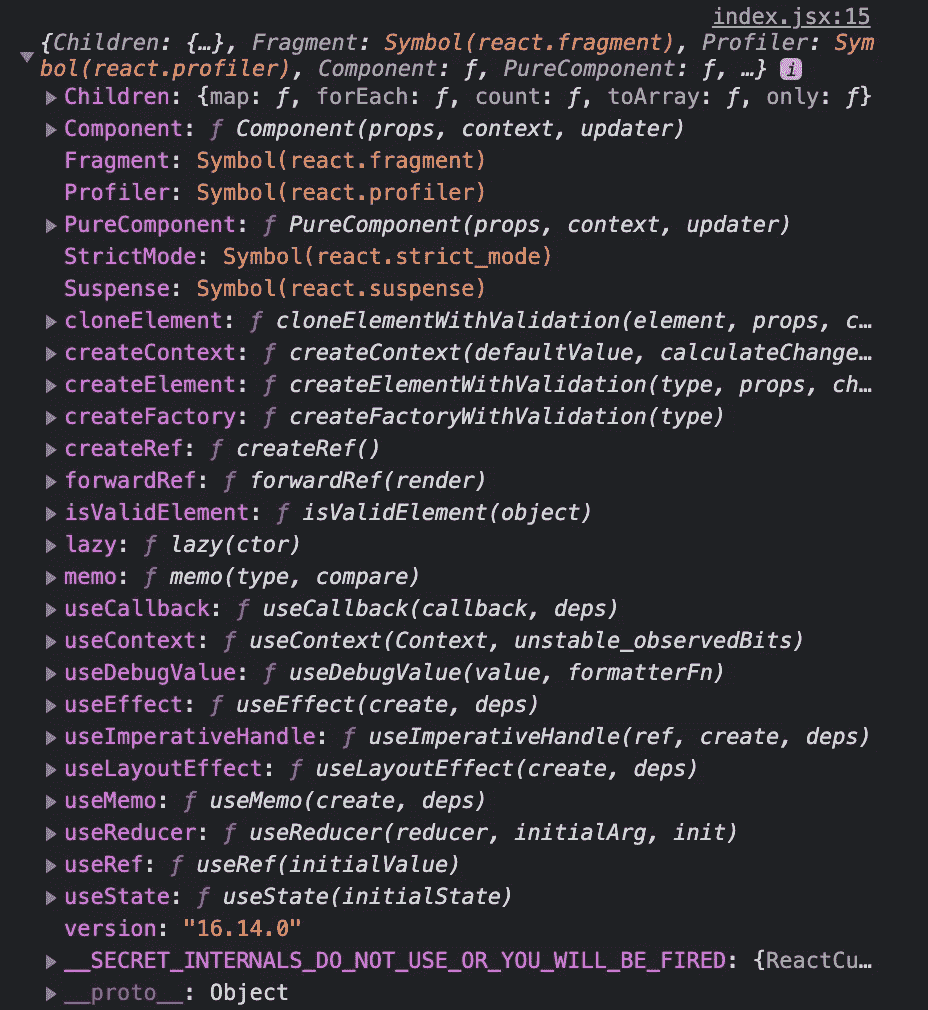 index.jsx:15
{Children: {…}, Fragment: Symbol(react.fragment), Profiler: Sym
bol(react.profiler), Component: ƒ, PureComponent: ƒ, …} i
Children: {map: ƒ, forEach: ƒ, count: ƒ, toArray: ƒ, only: ƒ}
Component: ƒ Component(props, context, updater)
Fragment: Symbol(react.fragment)
Profiler: Symbol(react.profiler)
PureComponent: ƒ PureComponent(props, context, updater)
StrictMode: Symbol(react.strict_mode)
Suspense: Symbol(react.suspense)
cloneElement: ƒ cloneElementWithValidation(element, props, c…
createContext: ƒ createContext(defaultValue, calculateChange…
createElement: ƒ createElementWithValidation(type, props, ch…
createFactory: ƒ createFactoryWithValidation(type)
createRef: ƒ createRef()
forwardRef: ƒ forwardRef(render)
isValidElement: ƒ isValidElement(object)
lazy: ƒ lazy(ctor)
memo: ƒ memo(type, compare)
useCallback: ƒ useCallback(callback, deps)
useContext: ƒ useContext(Context, unstable_observedBits)
useDebugValue: ƒ useDebugValue(value, formatterFn)
useEffect: ƒ useEffect(create, deps)
useImperativeHandle: ƒ useImperativeHandle(ref, create, deps)
useLayoutEffect: ƒ useLayoutEffect(create, deps)
useMemo: ƒ useMemo(create, deps)
useReducer: ƒ useReducer(reducer, initialArg, init)
useRef: ƒ useRef(initialValue)
useState: ƒ useState(initialState)
version: "16.14.0"
__SECRET_INTERNALS_DO_NOT_USE_OR_YOU_WILL_BE_FIRED: {ReactCu…
__proto__: Object